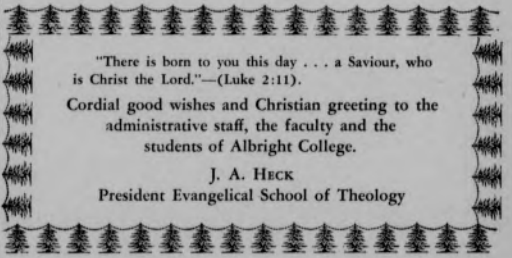 "There is born to you this day . . . a Saviour, who
is Christ the Lord."—(Luke 2:11).
Cordial good wishes and Christian greeting to the
administrative staff, the faculty and the
students of Albright College.
J. A. Heck
President Evangelical School of Theology